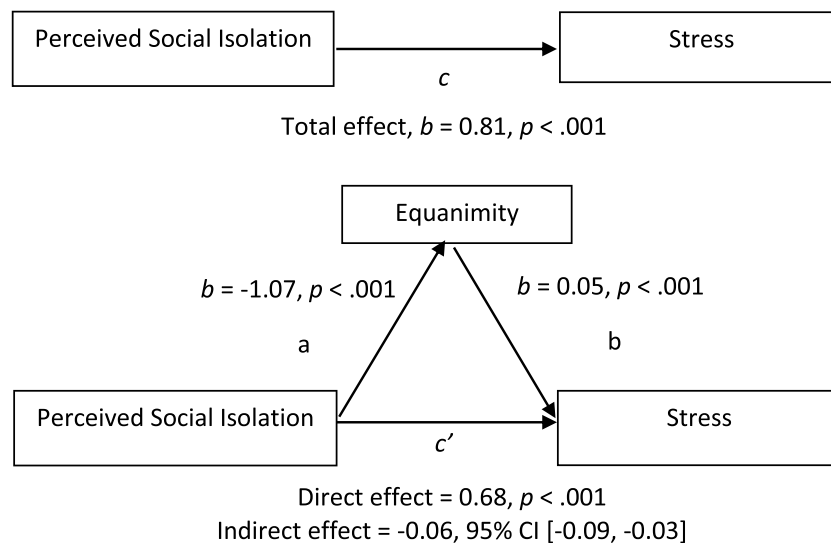 Perceived Social Isolation
Stress
c
Total effect, b = 0.81, p < .001
Equanimity
b = -1.07, p < .001
b = 0.05, p < .001
a
b
Perceived Social Isolation
Stress
c’
Direct effect = 0.68, p < .001
Indirect effect = -0.06, 95% CI [-0.09, -0.03]